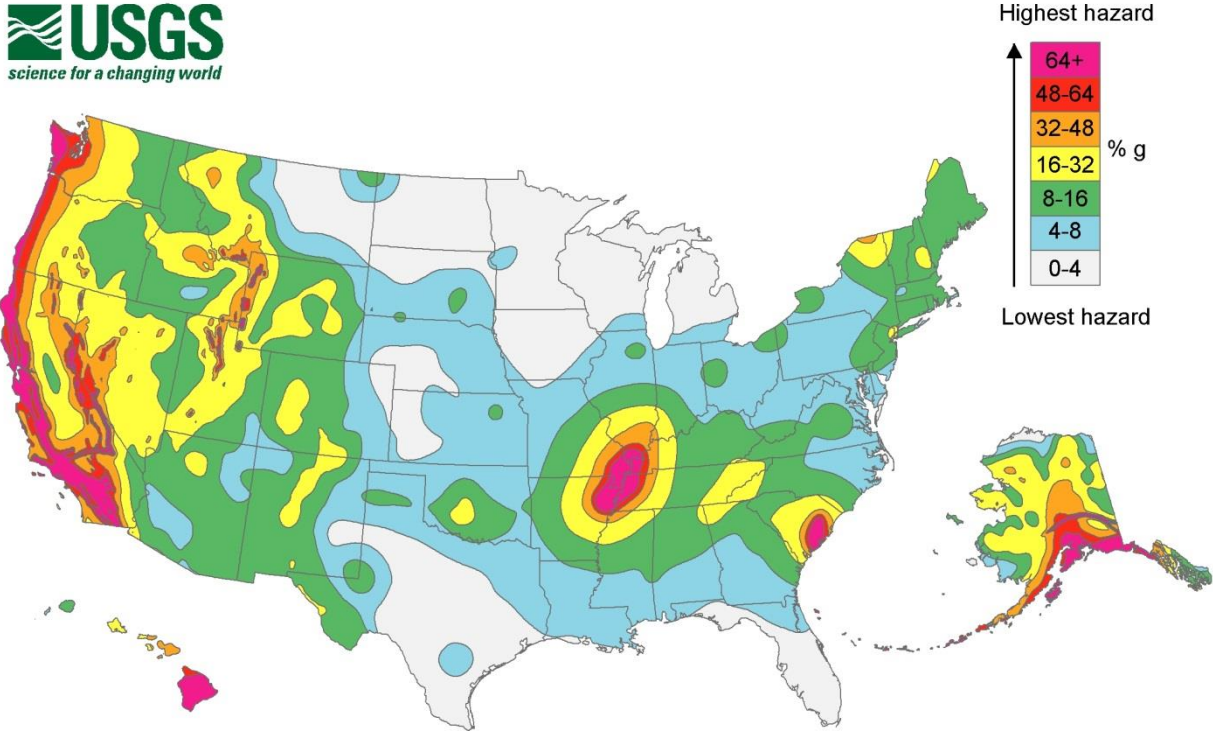 USGS
science for a changing world
Highest hazard
64+
48-64
32-48
16-32
% g
8-16
4-8
0-4
Lowest hazard